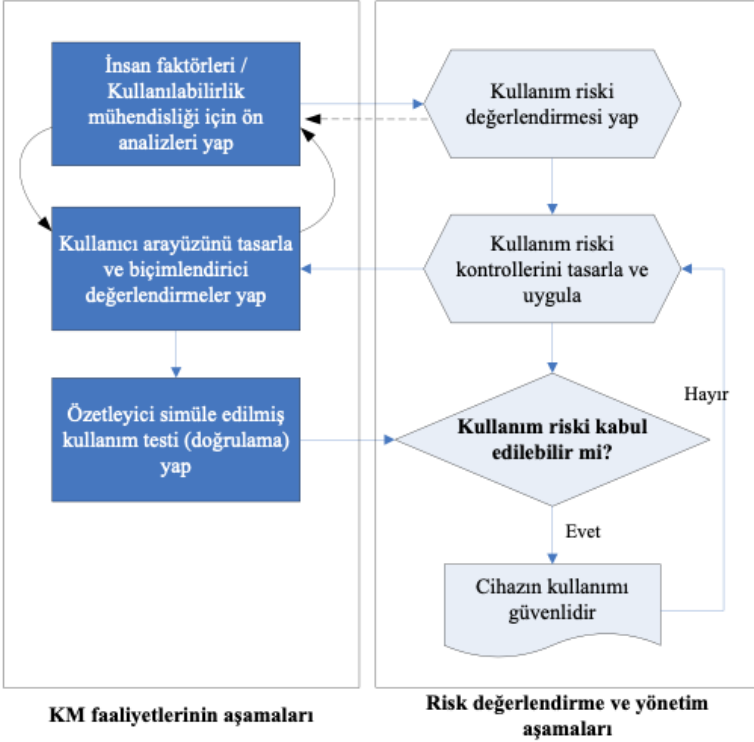 İnsan faktörleri /
Kullanılabilirlik
mühendisliği için ön
analizleri yap
Kullanım riski
değerlendirmesi yap
Kullanıcı arayüzünü tasarla
ve biçimlendirici
değerlendirmeler yap
Kullanım riski
kontrollerini tasarla ve
uygula
Özetleyici simüle edilmiş
kullanım testi (doğrulama)
yap
Kullanım riski kabul
edilebilir mi?
Hayır
Evet
Cihazın kullanımı
güvenlidir
KM faaliyetlerinin aşamaları
Risk değerlendirme ve yönetim
aşamaları